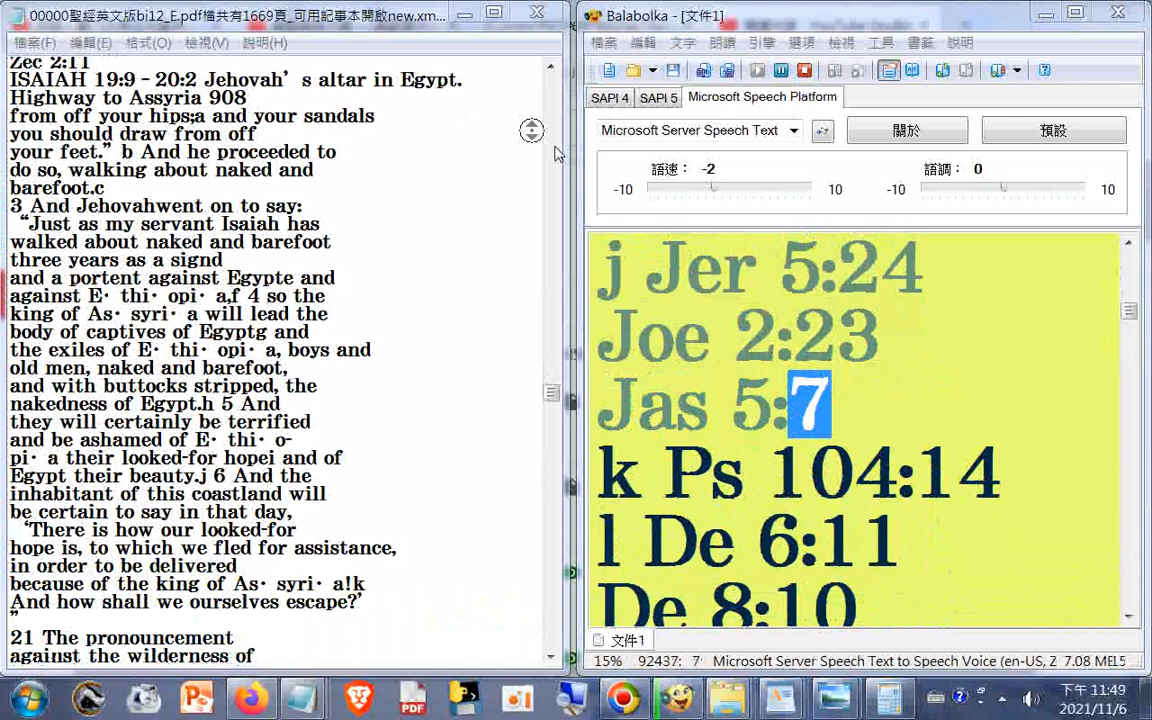 00000聖經英文版bi12_E.pdf檔共有1669頁_可用記事本開啟new.xm...
檔案(F) 編輯(E) 格式(O) 檢視(V) 說明(H)
Zec 2:11
ISAIAH 19:9 - 20:2 Jehovah’s altar in Egypt.
Highway to Assyria 908
from off your hips;a and your sandals
you should draw from off
your feet.” b And he proceeded to
do so, walking about naked and
barefoot.c
3 And Jehovahwent on to say:
“Just as my servant Isaiah has
walked about naked and barefoot
three years as a signd
and a portent against Egypte and
against E·thi·opi·a,f 4 so the
king of As·syri·a will lead the
body of captives of Egyptg and
the exiles of E·thi·opi·a, boys and
old men, naked and barefoot,
and with buttocks stripped, the
nakedness of Egypt.h 5 And
they will certainly be terrified
and be ashamed of E·thi·o-
pi·a their looked-for hopei and of
Egypt their beauty.j 6 And the
inhabitant of this coastland will
be certain to say in that day,
‘There is how our looked-for
hope is, to which we fled for assistance,
in order to be delivered
because of the king of As·syri·a!k
And how shall we ourselves escape?’
”
21 The pronouncement
against the wilderness of
Balabolka - [文件1]
檔案 編輯 文字 朗讀 引擎 選項 檢視 工具 書籤 說明
SAPI 4 SAPI 5 Microsoft Speech Platform
Microsoft Server Speech Text 關於 預設
語速: -2 語調: 0
-10 10 -10 10
j Jer 5:24
Joe 2:23
Jas 5:7
k Ps 104:14
l De 6:11
De 8:10
文件1
15% 92437: 7 Microsoft Server Speech Text to Speech Voice (en-US, Z 7.08 МЕБ
下午 11:49
2021/11/6